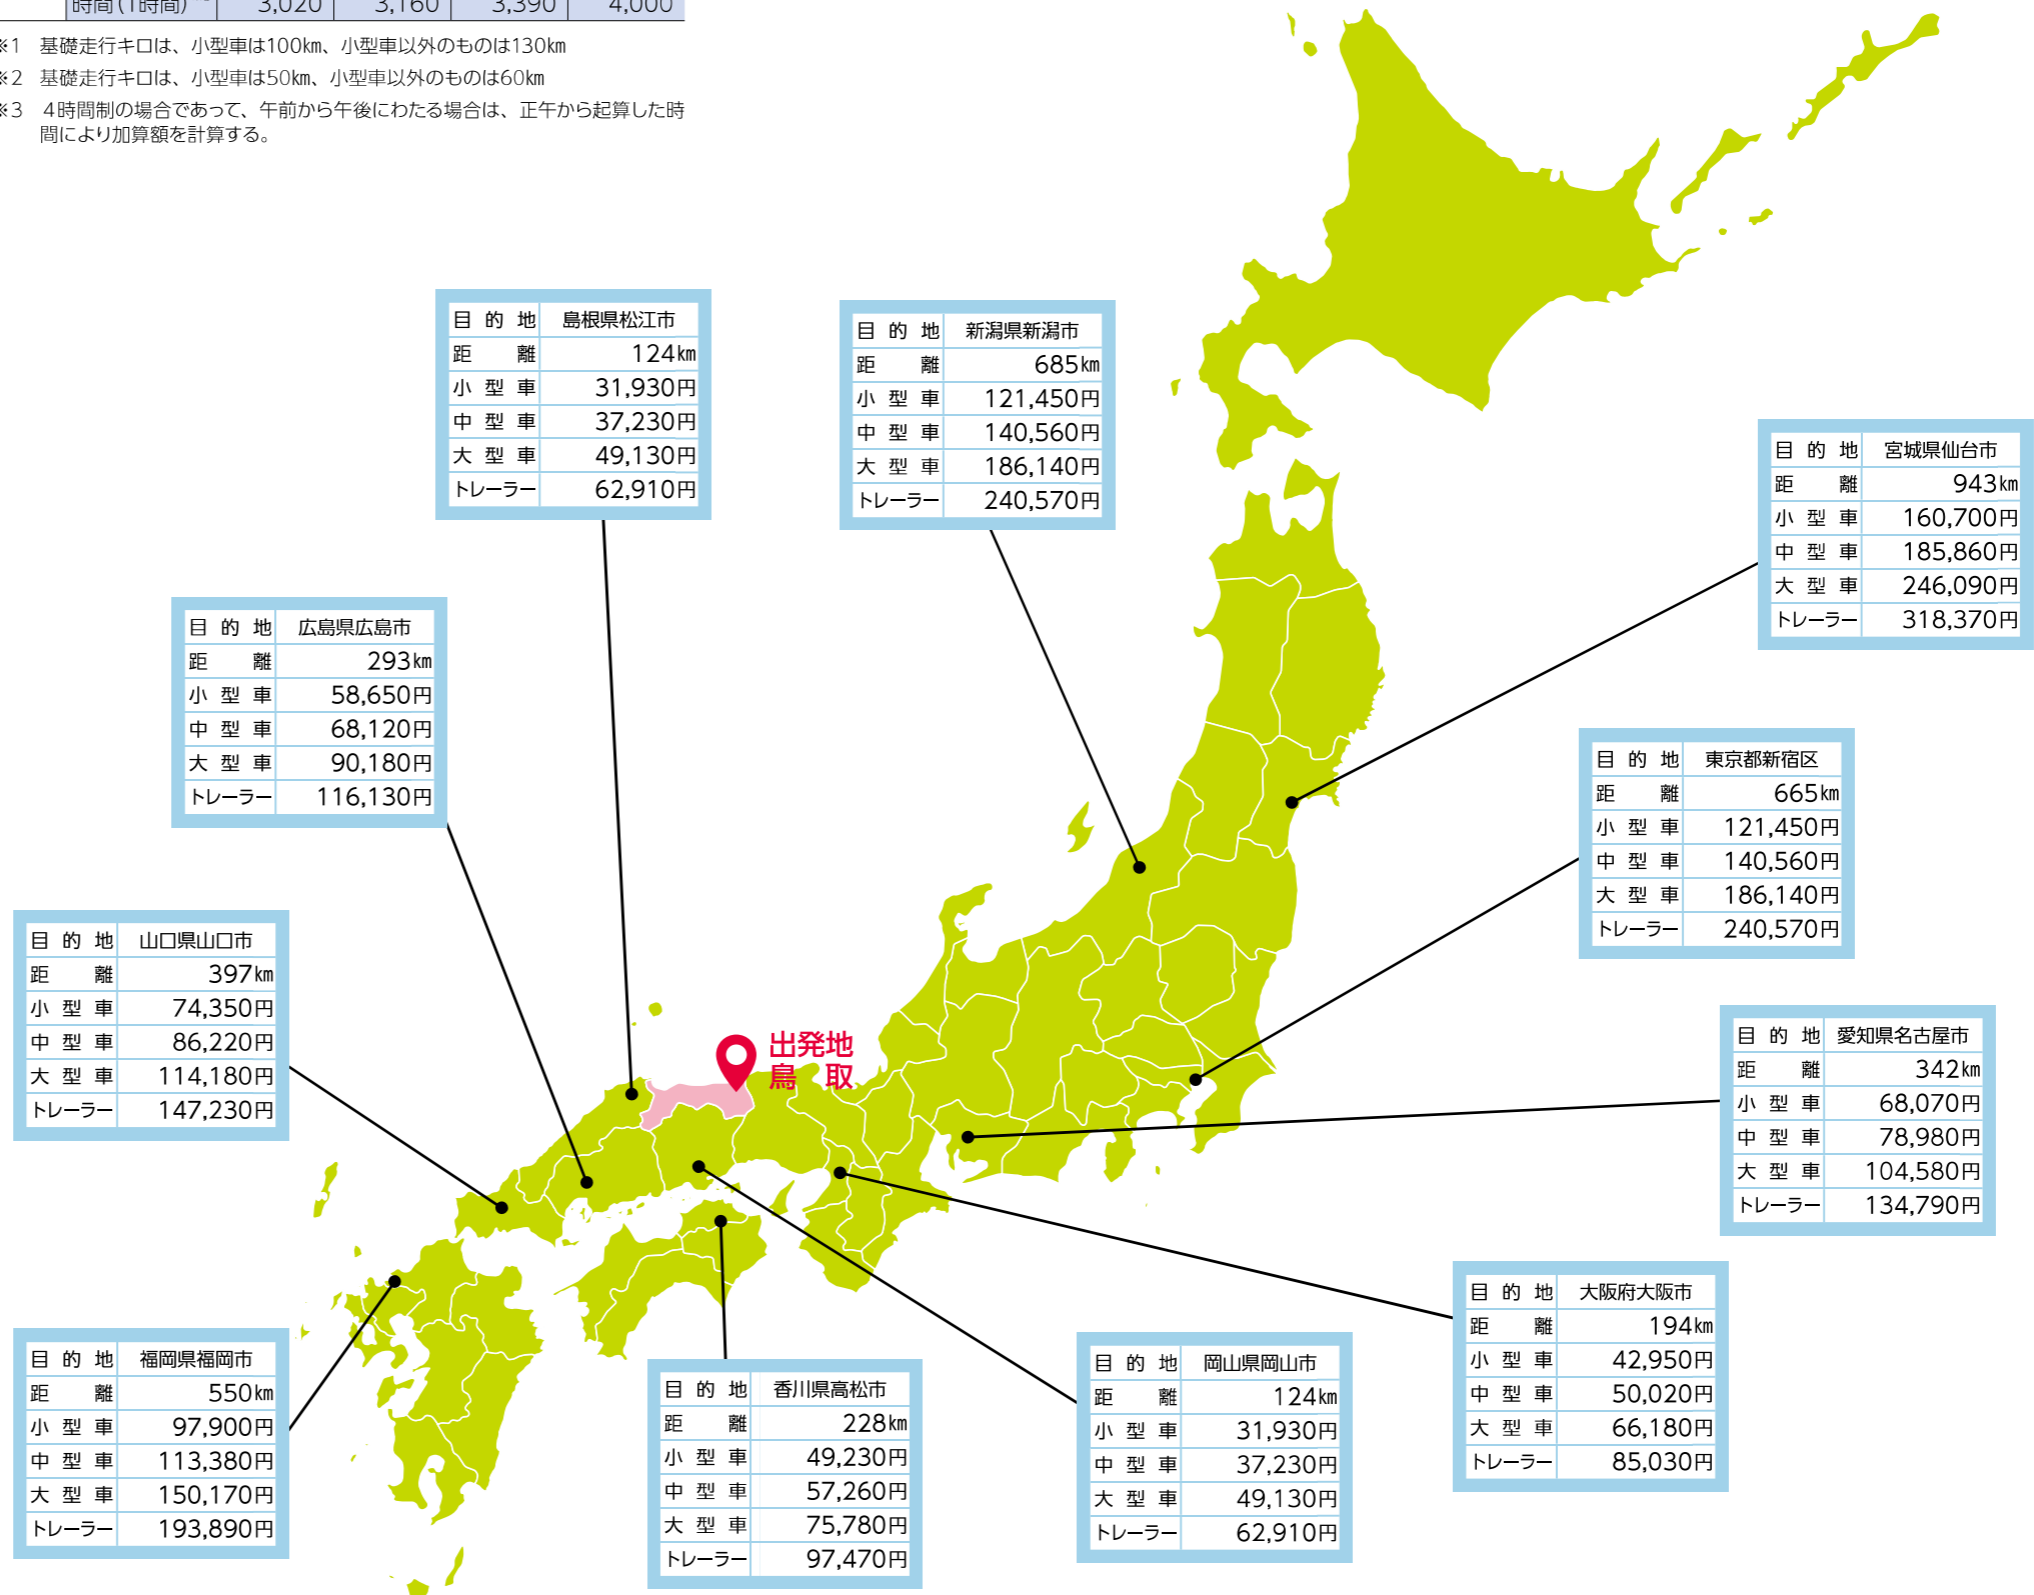 時間(1時間) 3,020 3,160 3,390 4,000
※1 基礎走行キロは、小型車は100km、小型車以外のものは130km
※2 基礎走行キロは、小型車は50km、小型車以外のものは60km
※3 4時間制の場合であって、午前から午後にわたる場合は、正午から起算した時
間により加算額を計算する。
目的地 島根県松江市
距離 124km
小型車 31,930円
中型車 37,230円
大型車 49,130円
トレーラー 62,910円
目的地 新潟県新潟市
距離 685km
小型車 121,450円
中型車 140,560円
大型車 186,140円
トレーラー 240,570円
目的地 宮城県仙台市
距離 943km
小型車 160,700円
中型車 185,860円
大型車 246,090円
トレーラー 318,370円
目的地 広島県広島市
距離 293km
小型車 58,650円
中型車 68,120円
大型車 90,180円
トレーラー 116,130円
目的地 東京都新宿区
距離 665km
小型車 121,450円
中型車 140,560円
大型車 186,140円
トレーラー 240,570円
目的地 山口県山口市
距離 397km
小型車 74,350円
中型車 86,220円
大型車 114,180円
トレーラー 147,230円
出発地
鳥取
目的地 愛知県名古屋市
距離 342km
小型車 68,070円
中型車 78,980円
大型車 104,580円
トレーラー 134,790円
目的地 大阪府大阪市
距離 194km
小型車 42,950円
中型車 50,020円
大型車 66,180円
トレーラー 85,030円
目的地 福岡県福岡市
距離 550km
小型車 97,900円
中型車 113,380円
大型車 150,170円
トレーラー 193,890円
目的地 香川県高松市
距離 228km
小型車 49,230円
中型車 57,260円
大型車 75,780円
トレーラー 97,470円
目的地 岡山県岡山市
距離 124km
小型車 31,930円
中型車 37,230円
大型車 49,130円
トレーラー 62,910円